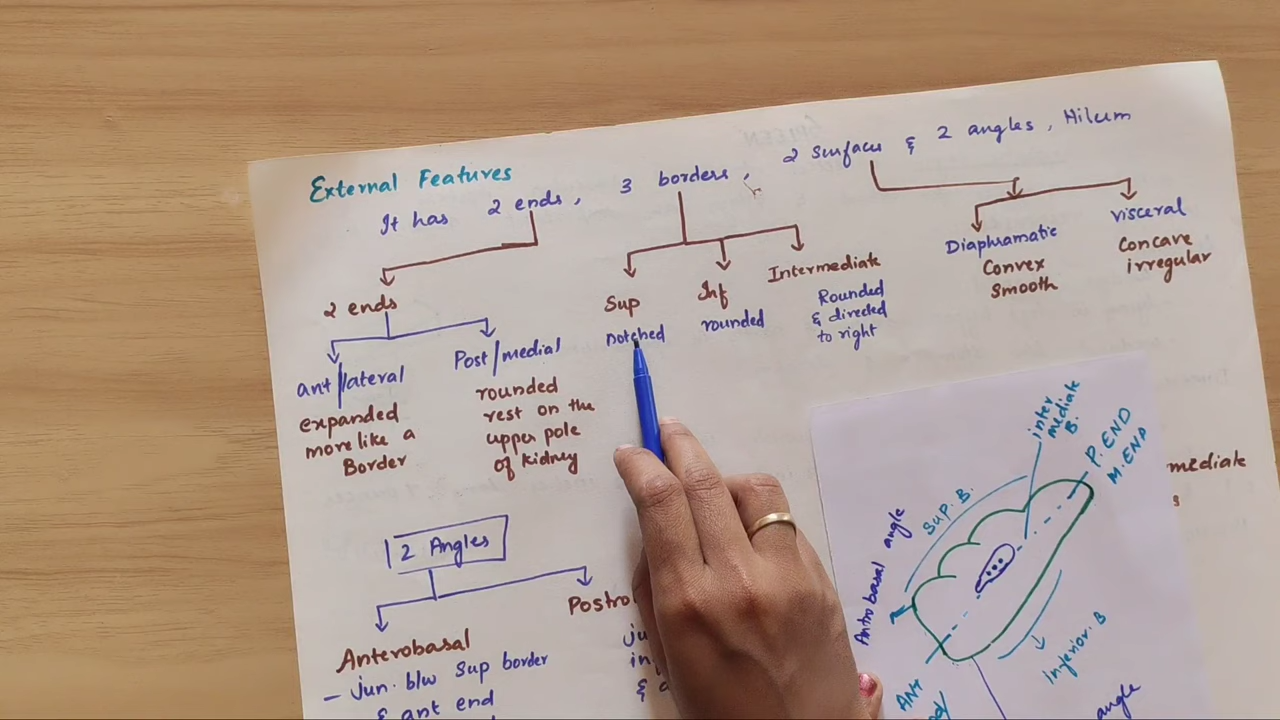 External Features
It has 2 ends, 3 borders, 2 surfaces & 2 angles, Hilum
2 ends
ant/lateral
expanded
more like a
Border
Post/medial
rounded
rest on the
upper pole
of kidney
Sup
notched
Inf
rounded
Intermediate
Rounded
& directed
to right
Diaphramatic
Convex
Smooth
Visceral
Concave
irregular
2 Angles
Anterobasal
- jun. b/w sup border
& ant end
Antrobasal angle
Sup. B.
inter
mediate
B.
P. END
M. END
inferior. B
ANT
angle
mediate